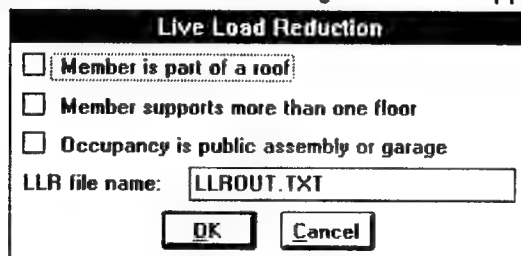 Live Load Reduction
Member is part of a roof
Member supports more than one floor
Occupancy is public assembly or garage
LLR file name: LLROUT.TXT
OK Cancel